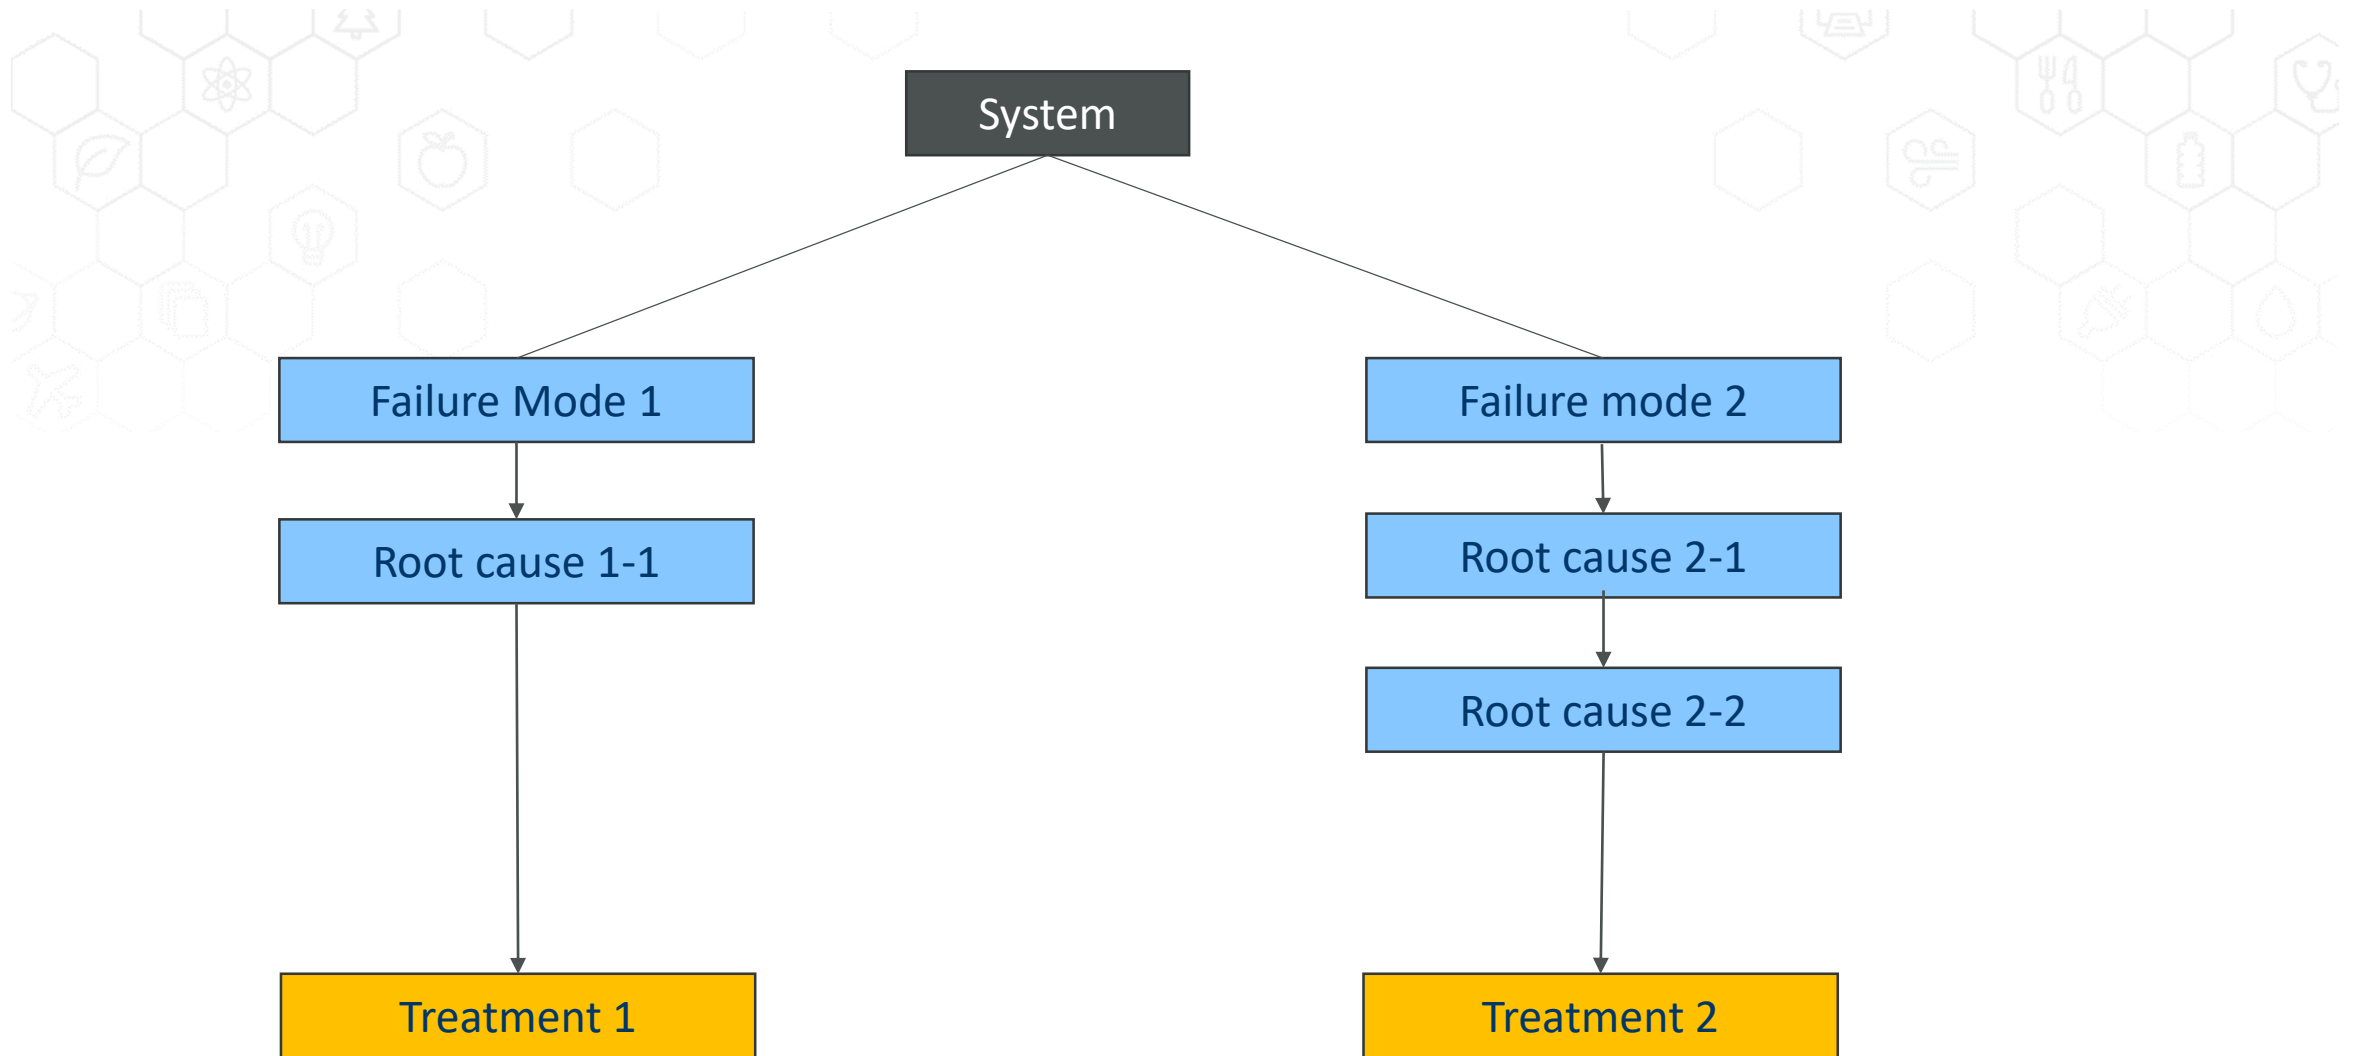 System
Failure Mode 1
Failure mode 2
Root cause 1-1
Root cause 2-1
Root cause 2-2
Treatment 1
Treatment 2